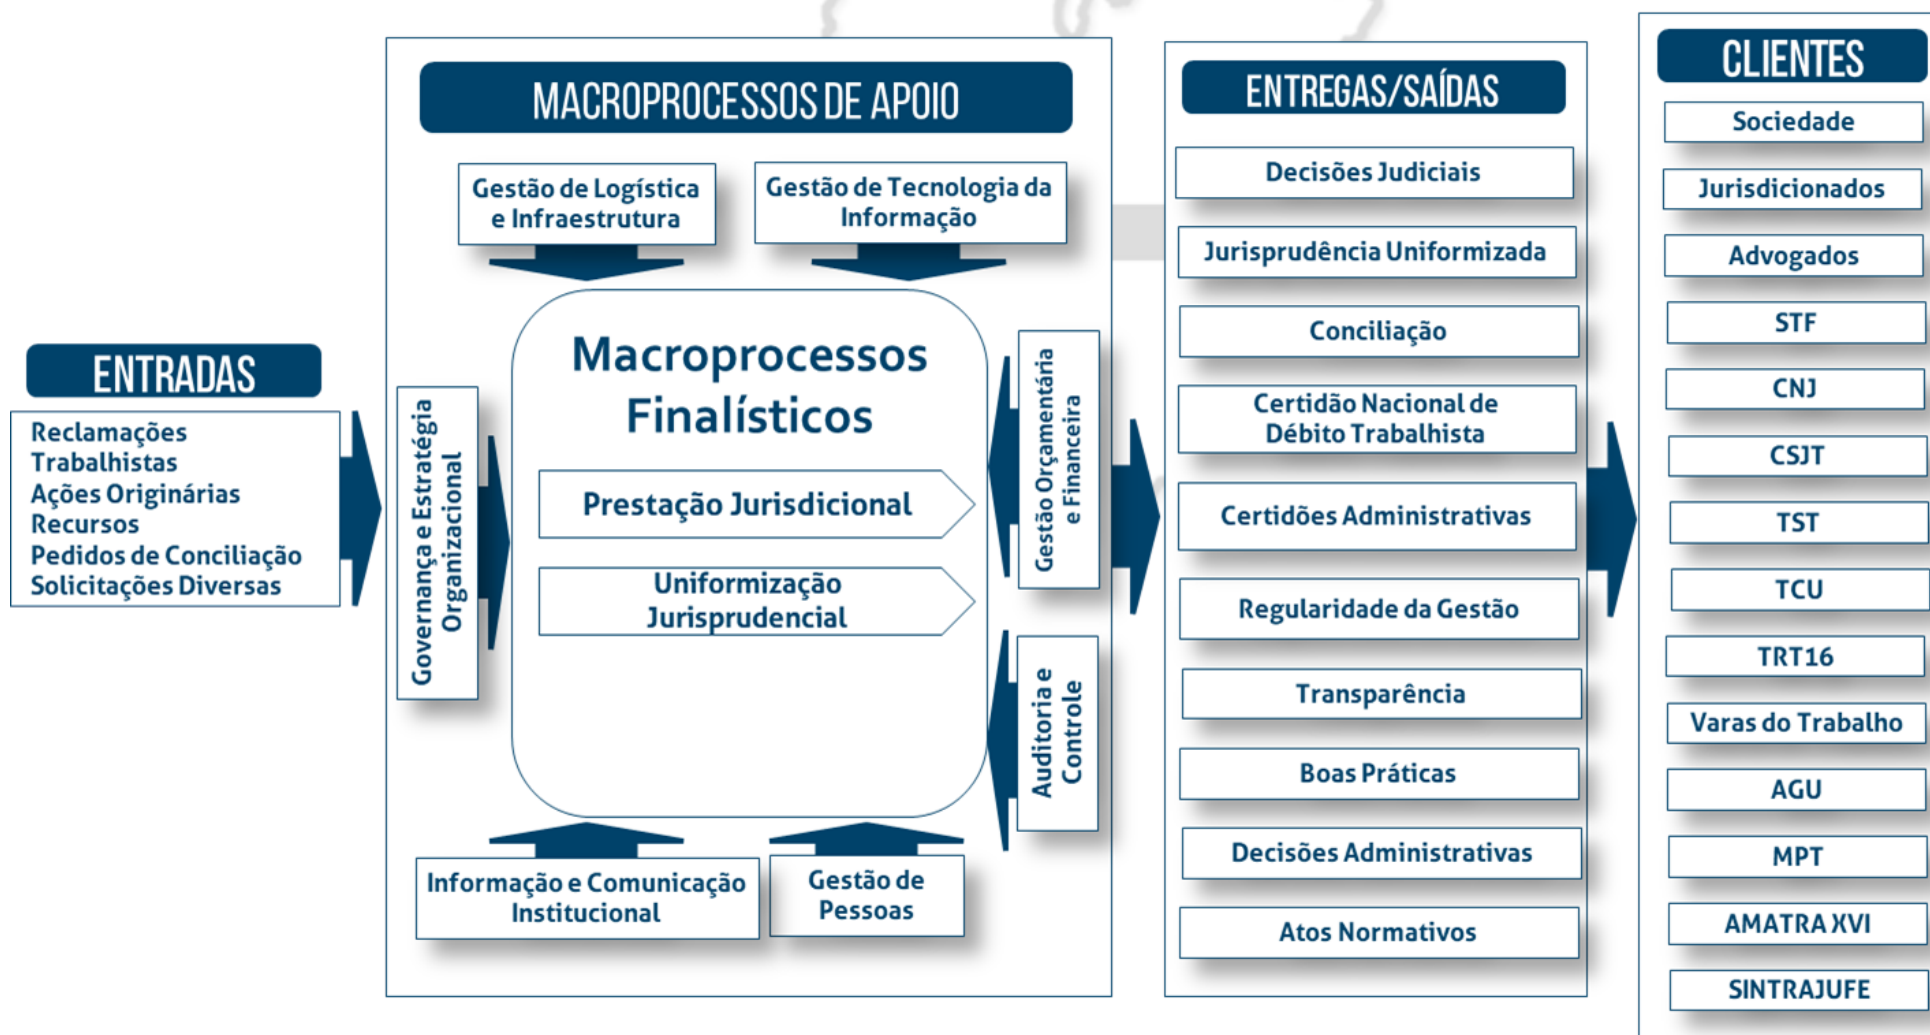 ENTRADAS
Reclamações
Trabalhistas
Ações Originárias
Recursos
Pedidos de Conciliação
Solicitações Diversas
MACROPROCESSOS DE APOIO
Gestão de Logística
e Infraestrutura
Gestão de Tecnologia da
Informação
Governança e Estratégia
Organizacional
Macroprocessos
Finalísticos
Prestação Jurisdicional
Uniformização
Jurisprudencial
Gestão Orçamentária
e Financeira
Auditoria e
Controle
Informação e Comunicação
Institucional
Gestão de
Pessoas
ENTREGAS/SAÍDAS
Decisões Judiciais
Jurisprudência Uniformizada
Conciliação
Certidão Nacional de
Débito Trabalhista
Certidões Administrativas
Regularidade da Gestão
Transparência
Boas Práticas
Decisões Administrativas
Atos Normativos
CLIENTES
Sociedade
Jurisdicionados
Advogados
STF
CNJ
CSJT
TST
TCU
TRT16
Varas do Trabalho
AGU
MPT
AMATRA XVI
SINTRAJUFE